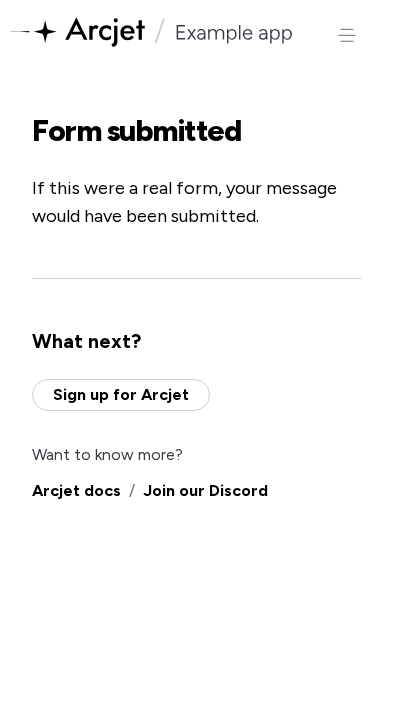 Arcjet / Example app
Form submitted
If this were a real form, your message
would have been submitted.
What next?
Sign up for Arcjet
Want to know more?
Arcjet docs / Join our Discord